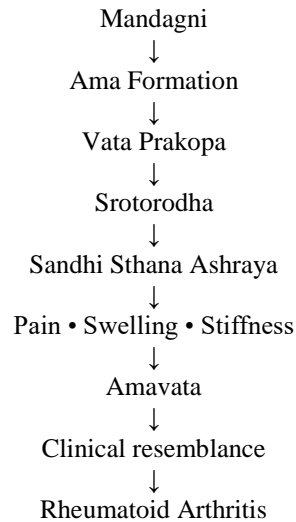 Mandagni
↓
Ama Formation
↓
Vata Prakopa
↓
Srotorodha
↓
Sandhi Sthana Ashraya
↓
Pain • Swelling • Stiffness
↓
Amavata
↓
Clinical resemblance
↓
Rheumatoid Arthritis